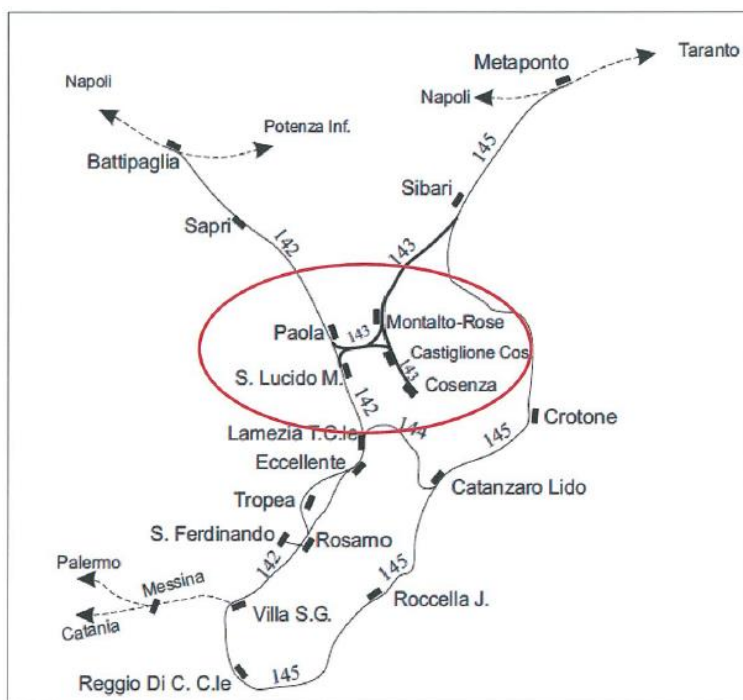 Metaponto
Taranto
Napoli
Napoli
Potenza Inf.
Battipaglia
145
Sibari
Sapri
142
143
Paola
143
Montalto-Rose
Castiglione Cos
S. Lucido M.
143
Cosenza
142
Lamezia T.C.le
144
Crotone
Eccellente
145
Catanzaro Lido
Tropea
S. Ferdinando
Rosarno
Palermo
142
Messina
145
Roccella J.
Catania
Villa S.G.
Reggio Di C. C.le
145